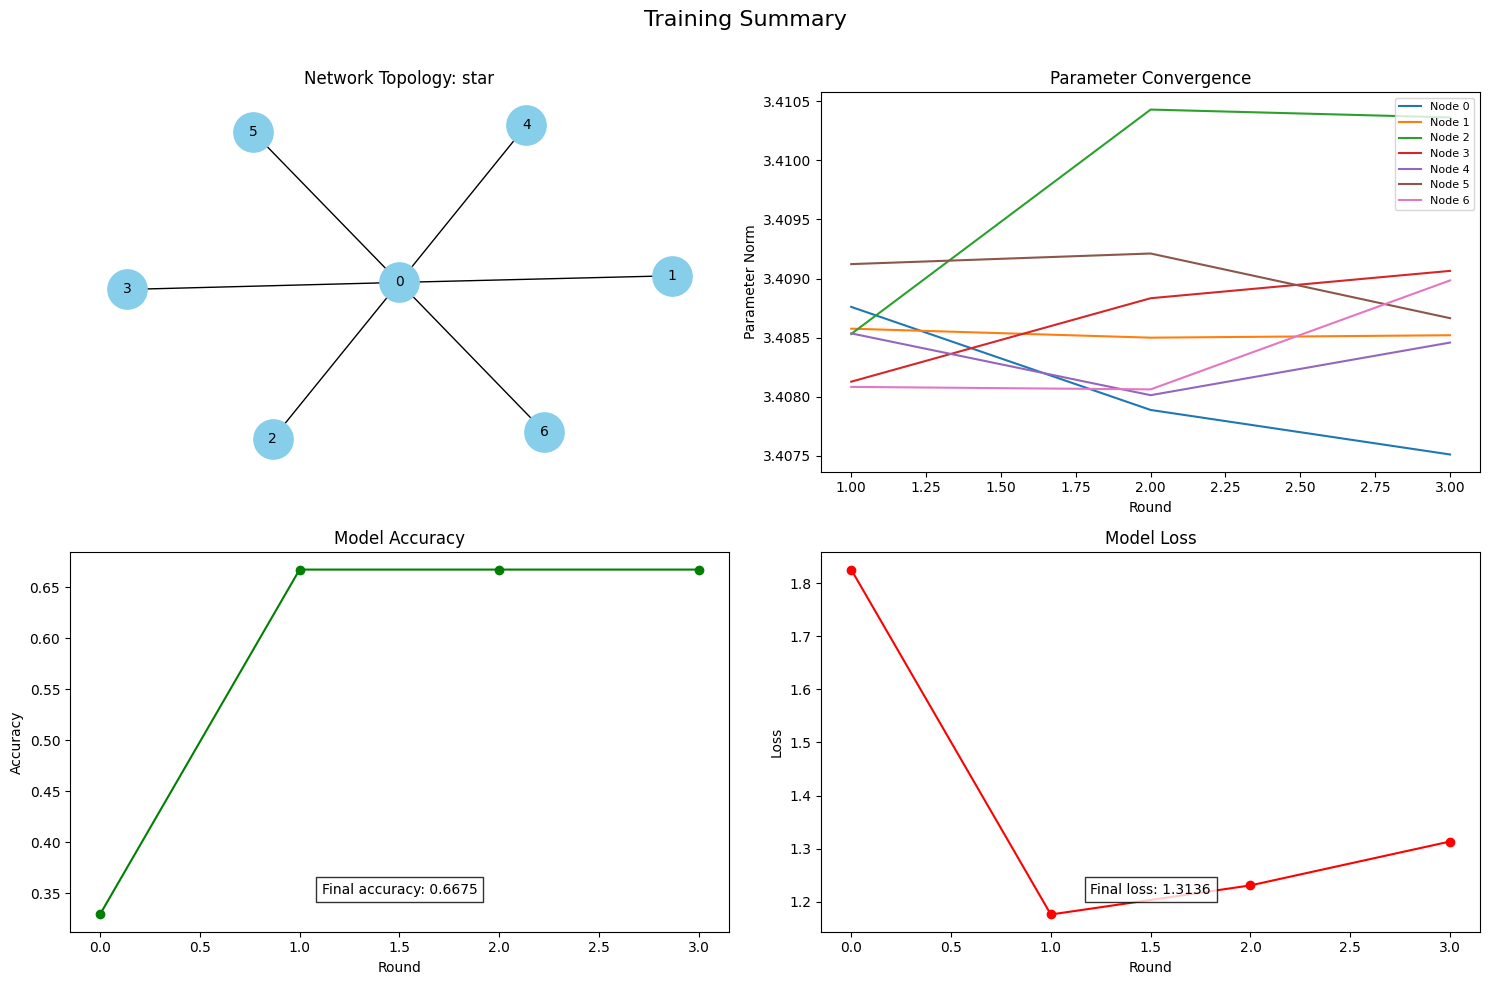 Training Summary
Network Topology: star
5
4
3
0
1
2
6
Parameter Convergence
Parameter Norm
3.4105
3.4100
3.4095
3.4090
3.4085
3.4080
3.4075
Node 0
Node 1
Node 2
Node 3
Node 4
Node 5
Node 6
1.00 1.25 1.50 1.75 2.00 2.25 2.50 2.75 3.00
Round
Model Accuracy
Accuracy
0.65
0.60
0.55
0.50
0.45
0.40
0.35
Final accuracy: 0.6675
0.0 0.5 1.0 1.5 2.0 2.5 3.0
Round
Model Loss
Loss
1.8
1.7
1.6
1.5
1.4
1.3
1.2
Final loss: 1.3136
0.0 0.5 1.0 1.5 2.0 2.5 3.0
Round